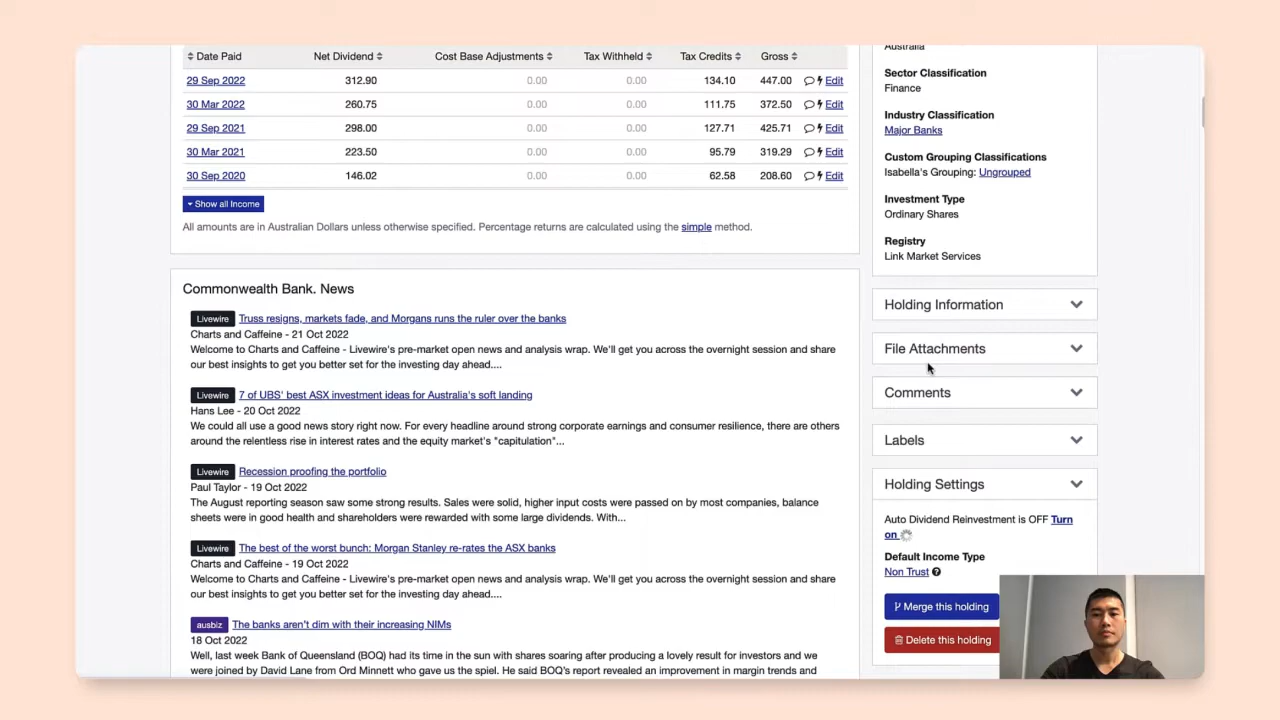 Date Paid Net Dividend Cost Base Adjustments Tax Withheld Tax Credits Gross
29 Sep 2022 312.90 0.00 0.00 134.10 447.00 Edit
30 Mar 2022 260.75 0.00 0.00 111.75 372.50 Edit
29 Sep 2021 298.00 0.00 0.00 127.71 425.71 Edit
30 Mar 2021 223.50 0.00 0.00 95.79 319.29 Edit
30 Sep 2020 146.02 0.00 0.00 62.58 208.60 Edit
Show all Income
All amounts are in Australian Dollars unless otherwise specified. Percentage returns are calculated using the simple method.
Commonwealth Bank. News
Livewire Truss resigns, markets fade, and Morgans runs the ruler over the banks
Charts and Caffeine - 21 Oct 2022
Welcome to Charts and Caffeine - Livewire's pre-market open news and analysis wrap. We'll get you across the overnight session and share
our best insights to get you better set for the investing day ahead....
Livewire 7 of UBS' best ASX investment ideas for Australia's soft landing
Hans Lee - 20 Oct 2022
We could all use a good news story right now. For every headline around strong corporate earnings and consumer resilience, there are others
around the relentless rise in interest rates and the equity market's "capitulation"...
Livewire Recession proofing the portfolio
Paul Taylor - 19 Oct 2022
The August reporting season saw some strong results. Sales were solid, higher input costs were passed on by most companies, balance
sheets were in good health and shareholders were rewarded with some large dividends. With...
Livewire The best of the worst bunch: Morgan Stanley re-rates the ASX banks
Charts and Caffeine - 19 Oct 2022
Welcome to Charts and Caffeine - Livewire's pre-market open news and analysis wrap. We'll get you across the overnight session and share
our best insights to get you better set for the investing day ahead....
ausbiz The banks aren't dim with their increasing NIMs
18 Oct 2022
Well, last week Bank of Queensland (BOQ) had its time in the sun with shares soaring after producing a lovely result for investors and we
were joined by David Lane from Ord Minnett who gave us the spiel. He said BOQ's report revealed an improvement in margin trends and
Australia
Sector Classification
Finance
Industry Classification
Major Banks
Custom Grouping Classifications
Isabella's Grouping: Ungrouped
Investment Type
Ordinary Shares
Registry
Link Market Services
Holding Information
File Attachments
Comments
Labels
Holding Settings
Auto Dividend Reinvestment is OFF Turn
on
Default Income Type
Non Trust
Merge this holding
Delete this holding